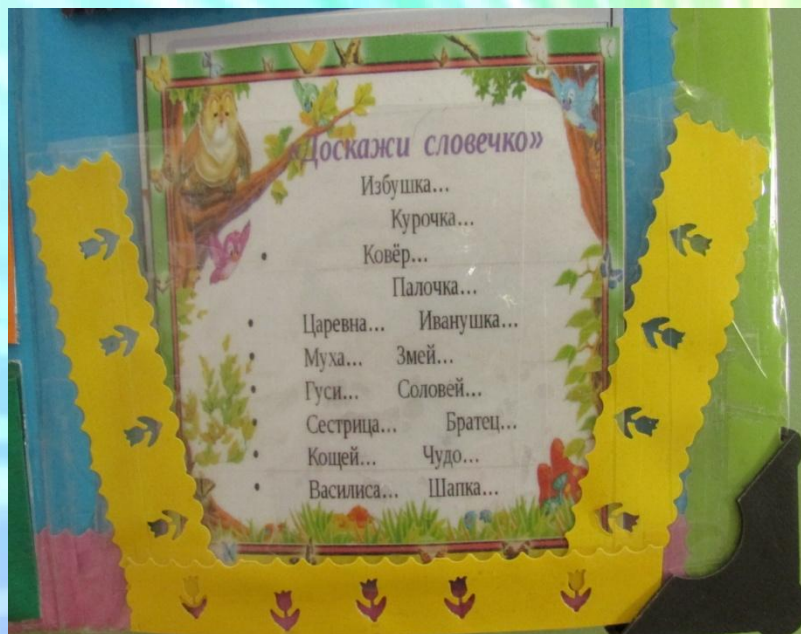 «Доскажи словечко»
Избушка...
Курочка...
• Ковёр...
Палочка...
• Царевна... Иванушка...
• Муха... Змей...
• Гуси... Соловей...
• Сестрица... Братец...
• Кощей... Чудо...
• Василиса... Шапка...